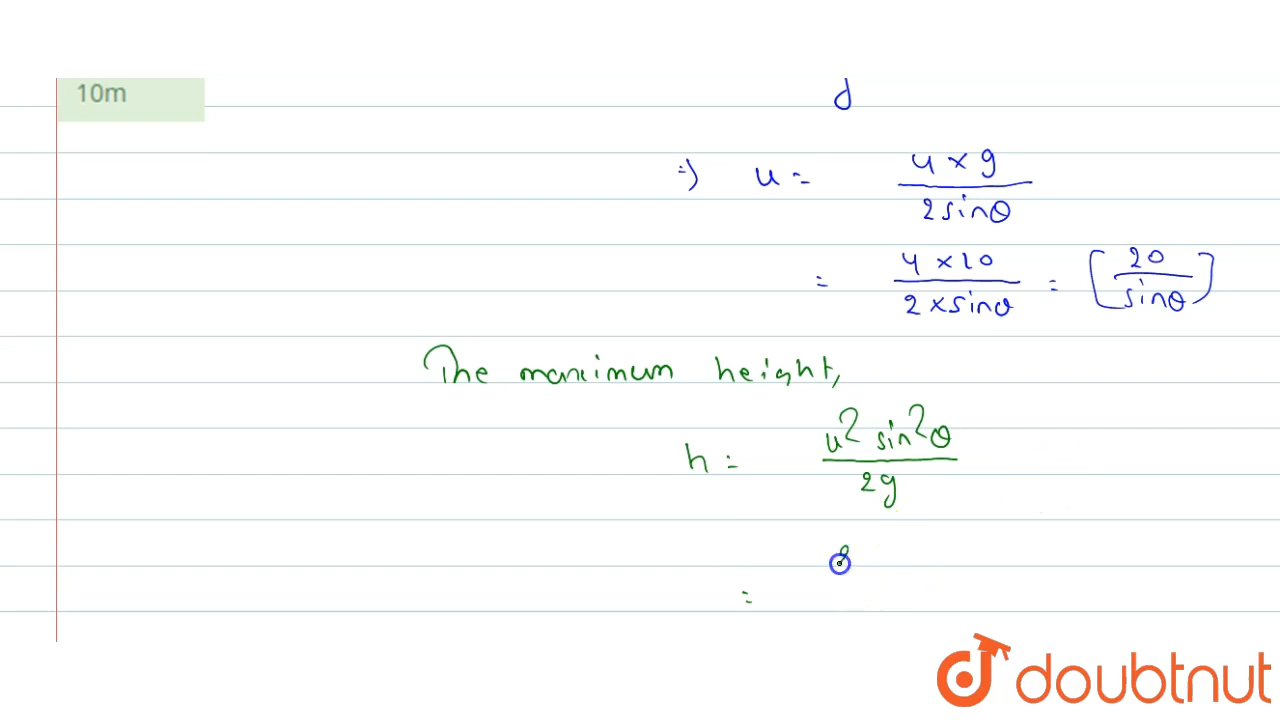 10m
g
=) u = 4 × g / 2 sinθ
= 4 × 10 / 2 × sinθ = [20 / sinθ]
The maximum height,
h = u² sin²θ / 2g
=
doubtnut